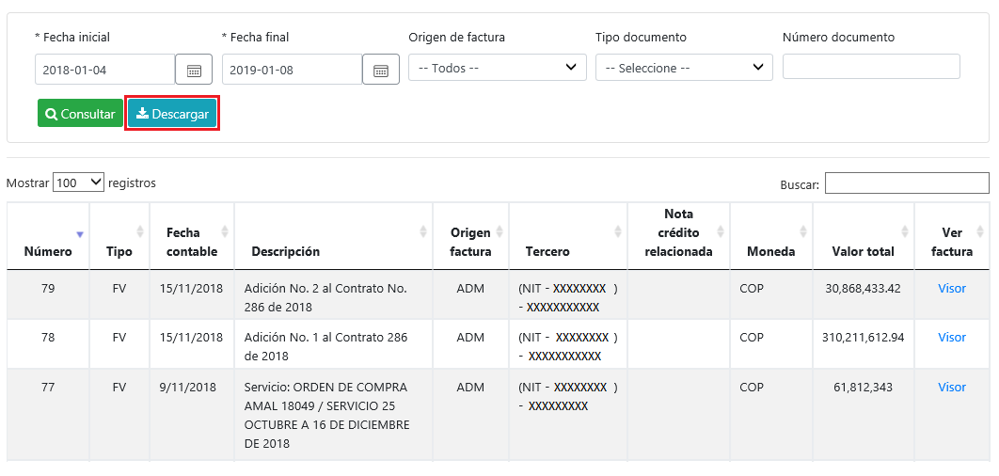 * Fecha inicial * Fecha final Origen de factura Tipo documento Número documento
2018-01-04 2019-01-08 -- Todos -- -- Seleccione --
Consultar Descargar
Mostrar 100 registros Buscar:
Número Tipo Fecha contable Descripción Origen factura Tercero Nota crédito relacionada Moneda Valor total Ver factura
79 FV 15/11/2018 Adición No. 2 al Contrato No. ADM (NIT - XXXXXXXX ) COP 30,868,433.42 Visor
286 de 2018 - XXXXXXXXXXX
78 FV 15/11/2018 Adición No. 1 al Contrato 286 ADM (NIT - XXXXXXXX ) COP 310,211,612.94 Visor
de 2018 - XXXXXXXXXXX
77 FV 9/11/2018 Servicio: ORDEN DE COMPRA ADM (NIT - XXXXXXXX ) COP 61,812,343 Visor
AMAL 18049 / SERVICIO 25 - XXXXXXXXX
OCTUBRE A 16 DE DICIEMBRE
DE 2018